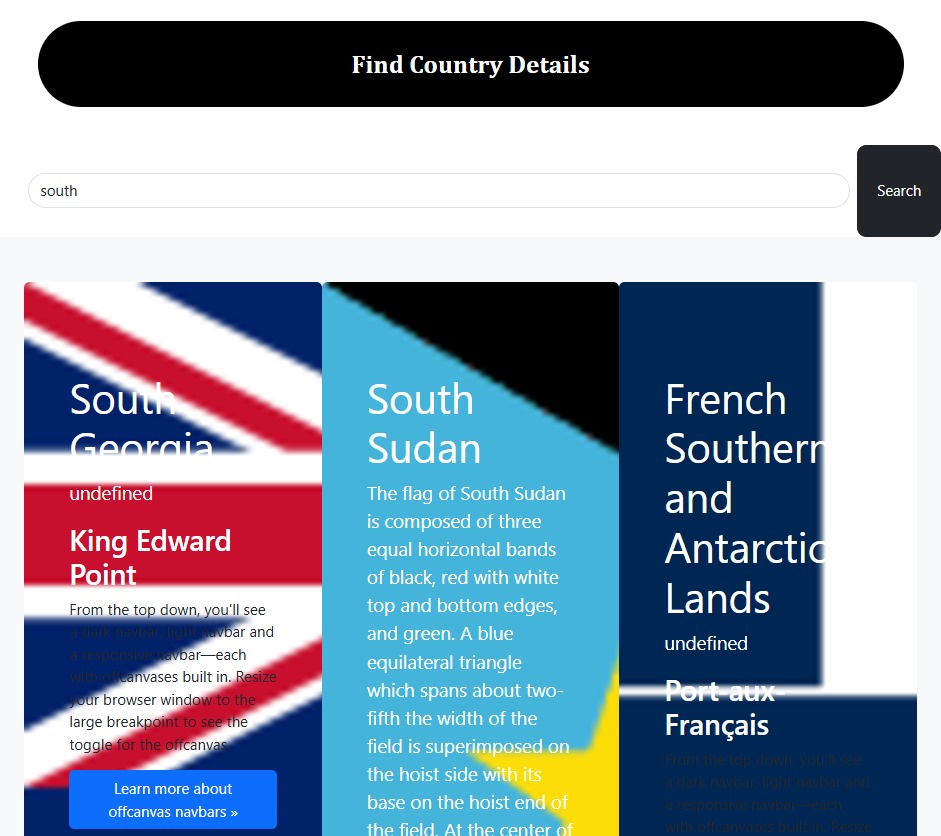 Find Country Details
south
Search
South
Georgia
undefined
King Edward
Point
From the top down, you'll see
a dark navbar, light navbar and
a responsive navbar—each
with offcanvases built in. Resize
your browser window to the
large breakpoint to see the
toggle for the offcanvas.
Learn more about
offcanvas navbars »
South
Sudan
The flag of South Sudan
is composed of three
equal horizontal bands
of black, red with white
top and bottom edges,
and green. A blue
equilateral triangle
which spans about two-
fifth the width of the
field is superimposed on
the hoist side with its
base on the hoist end of
the field. At the center of
French
Southern
and
Antarctic
Lands
undefined
Port-aux-
Français
From the top down, you'll see
a dark navbar, light navbar and
a responsive navbar—each
with offcanvases built in. Resize